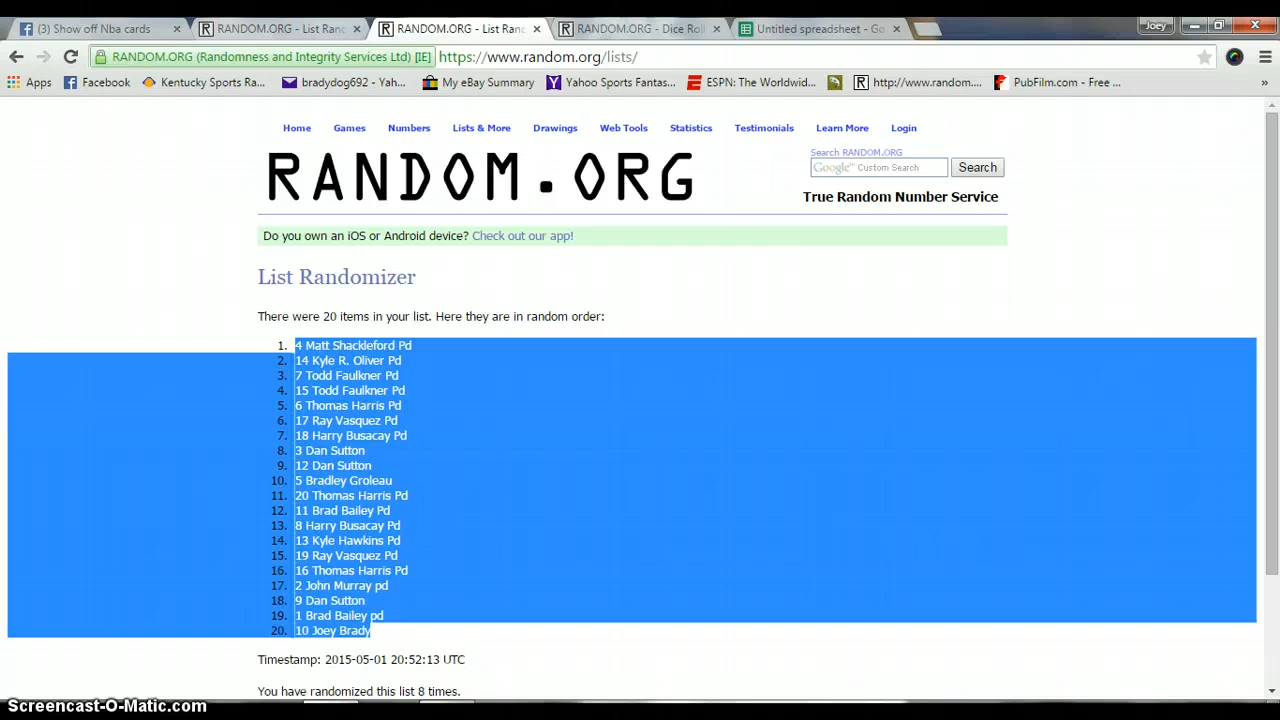 (3) Show off Nba cards
RANDOM.ORG - List Ran
RANDOM.ORG - List Ran
RANDOM.ORG - Dice Roll
Untitled spreadsheet - Go
Joey
RANDOM.ORG (Randomness and Integrity Services Ltd) [IE] https://www.random.org/lists/
Apps Facebook Kentucky Sports Ra... bradydog692 - Yah... My eBay Summary Yahoo Sports Fantas... ESPN: The Worldwid... http://www.random.... PubFilm.com - Free ... »
Home Games Numbers Lists & More Drawings Web Tools Statistics Testimonials Learn More Login
RANDOM.ORG
Search RANDOM.ORG
Google™ Custom Search Search
True Random Number Service
Do you own an iOS or Android device? Check out our app!
List Randomizer
There were 20 items in your list. Here they are in random order:
1. 4 Matt Shackleford Pd
2. 14 Kyle R. Oliver Pd
3. 7 Todd Faulkner Pd
4. 15 Todd Faulkner Pd
5. 6 Thomas Harris Pd
6. 17 Ray Vasquez Pd
7. 18 Harry Busacay Pd
8. 3 Dan Sutton
9. 12 Dan Sutton
10. 5 Bradley Groleau
11. 20 Thomas Harris Pd
12. 11 Brad Bailey Pd
13. 8 Harry Busacay Pd
14. 13 Kyle Hawkins Pd
15. 19 Ray Vasquez Pd
16. 16 Thomas Harris Pd
17. 2 John Murray pd
18. 9 Dan Sutton
19. 1 Brad Bailey pd
20. 10 Joey Brady
Timestamp: 2015-05-01 20:52:13 UTC
You have randomized this list 8 times.
Screencast-O-Matic.com